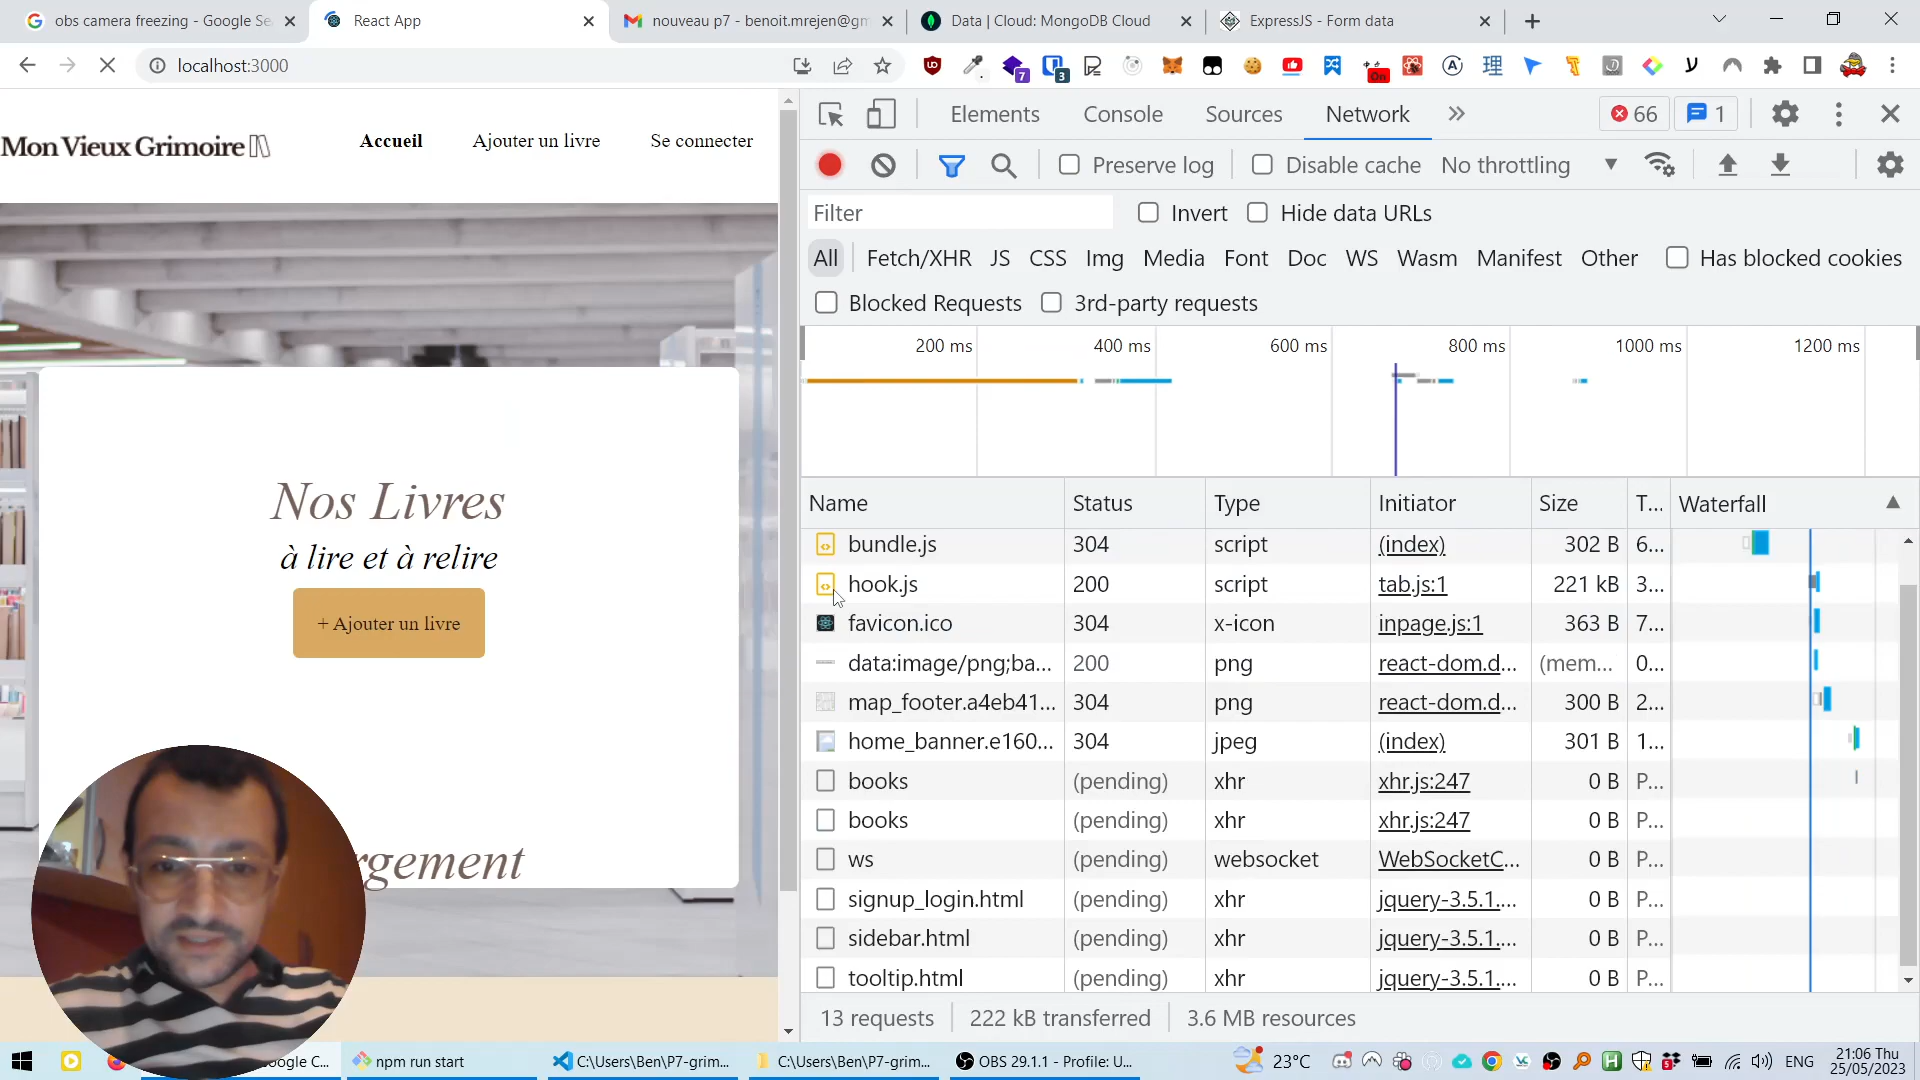 obs camera freezing - Google Se
React App
nouveau p7 - benoit.mrejen@gm
Data | Cloud: MongoDB Cloud
ExpressJS - Form data
localhost:3000
7
3
On
Mon Vieux Grimoire
Accueil
Ajouter un livre
Se connecter
Nos Livres
à lire et à relire
+ Ajouter un livre
rgement
Elements
Console
Sources
Network
66
1
Preserve log
Disable cache
No throttling
Filter
Invert
Hide data URLs
All
Fetch/XHR
JS
CSS
Img
Media
Font
Doc
WS
Wasm
Manifest
Other
Has blocked cookies
Blocked Requests
3rd-party requests
200 ms
400 ms
600 ms
800 ms
1000 ms
1200 ms
Name Status Type Initiator Size T... Waterfall
bundle.js 304 script (index) 302 B 6...
hook.js 200 script tab.js:1 221 kB 3...
favicon.ico 304 x-icon inpage.js:1 363 B 7...
data:image/png;ba... 200 png react-dom.d... (mem... 0...
map_footer.a4eb41... 304 png react-dom.d... 300 B 2...
home_banner.e160... 304 jpeg (index) 301 B 1...
books (pending) xhr xhr.js:247 0 B P...
books (pending) xhr xhr.js:247 0 B P...
ws (pending) websocket WebSocketC... 0 B P...
signup_login.html (pending) xhr jquery-3.5.1.... 0 B P...
sidebar.html (pending) xhr jquery-3.5.1.... 0 B P...
tooltip.html (pending) xhr jquery-3.5.1.... 0 B P...
13 requests
222 kB transferred
3.6 MB resources
oogle C...
npm run start
C:\Users\Ben\P7-grim...
C:\Users\Ben\P7-grim...
OBS 29.1.1 - Profile: U...
23°C
ENG
21:06 Thu
25/05/2023